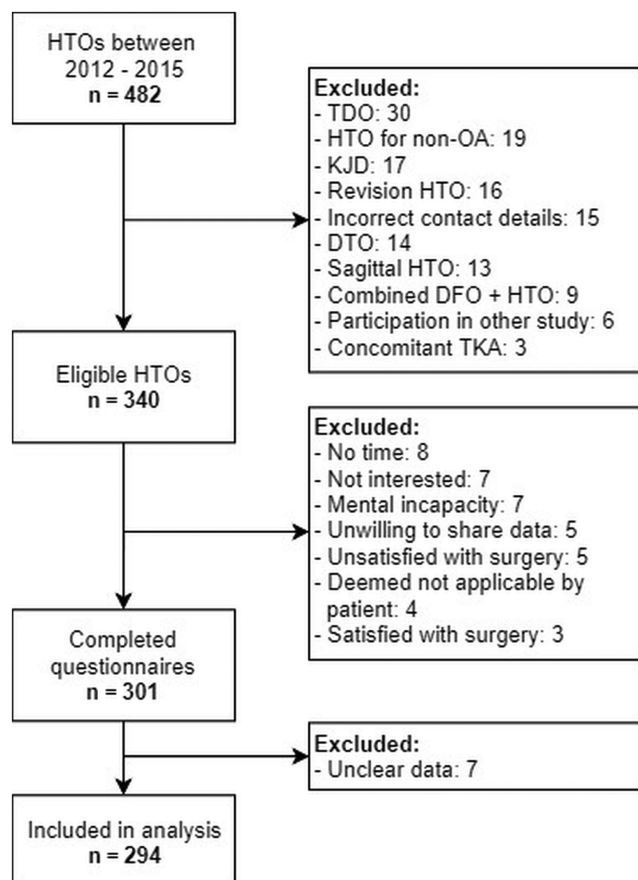 HTOs between
2012 - 2015
n = 482
Excluded:
- TDO: 30
- HTO for non-OA: 19
- KJD: 17
- Revision HTO: 16
- Incorrect contact details: 15
- DTO: 14
- Sagittal HTO: 13
- Combined DFO + HTO: 9
- Participation in other study: 6
- Concomitant TKA: 3
Eligible HTOs
n = 340
Excluded:
- No time: 8
- Not interested: 7
- Mental incapacity: 7
- Unwilling to share data: 5
- Unsatisfied with surgery: 5
- Deemed not applicable by
patient: 4
- Satisfied with surgery: 3
Completed
questionnaires
n = 301
Excluded:
- Unclear data: 7
Included in analysis
n = 294